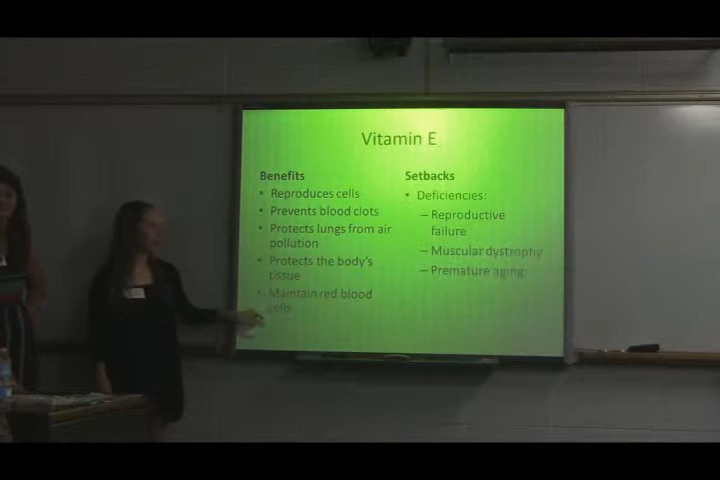 Vitamin E
Benefits
• Reproduces cells
• Prevents blood clots
• Protects lungs from air
pollution
• Protects the body's
tissue
• Maintain red blood
cells
Setbacks
• Deficiencies:
– Reproductive
failure
– Muscular dystrophy
– Premature aging